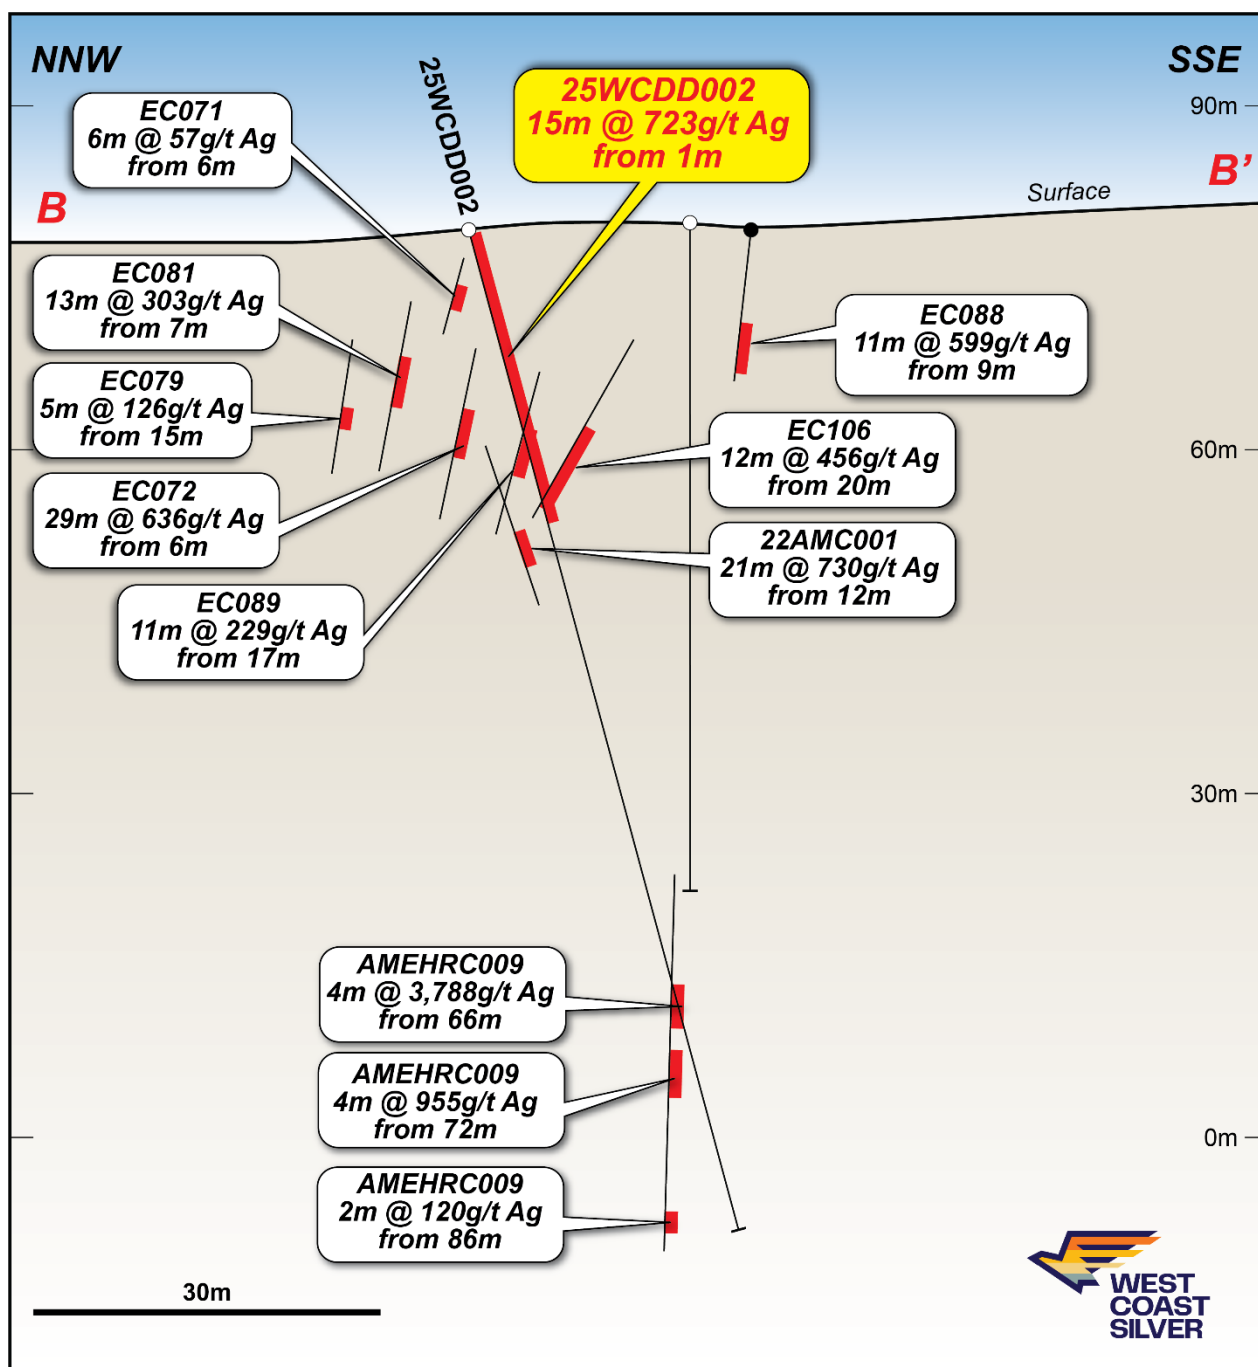 NNW
SSE
90m
EC071
6m @ 57g/t Ag
from 6m
25WCDD002
25WCDD002
15m @ 723g/t Ag
from 1m
B
B’
Surface
EC081
13m @ 303g/t Ag
from 7m
EC088
11m @ 599g/t Ag
from 9m
EC079
5m @ 126g/t Ag
from 15m
EC106
12m @ 456g/t Ag
from 20m
60m
EC072
29m @ 636g/t Ag
from 6m
22AMC001
21m @ 730g/t Ag
from 12m
EC089
11m @ 229g/t Ag
from 17m
30m
AMEHRC009
4m @ 3,788g/t Ag
from 66m
AMEHRC009
4m @ 955g/t Ag
from 72m
0m
AMEHRC009
2m @ 120g/t Ag
from 86m
30m
WEST
COAST
SILVER